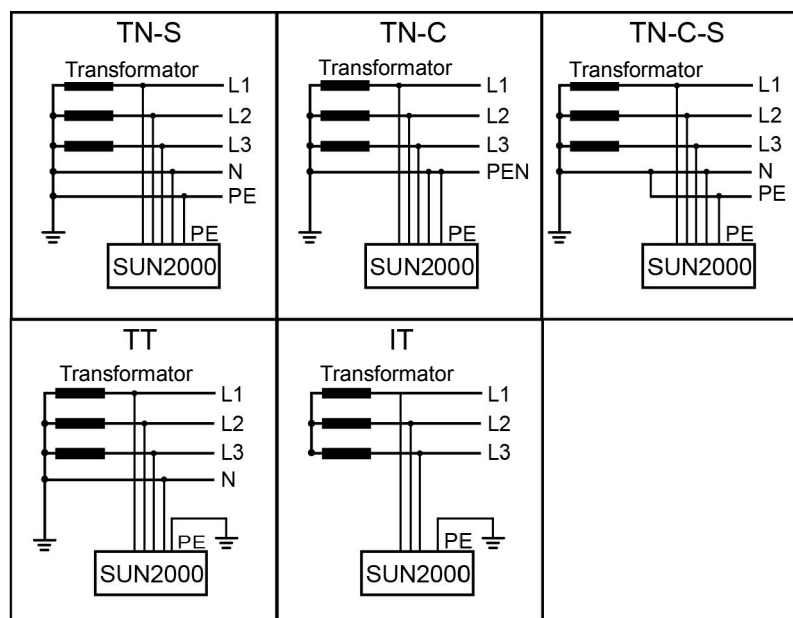 TN-S
Transformator
L1
L2
L3
N
PE
PE
SUN2000
TN-C
Transformator
L1
L2
L3
PEN
PE
SUN2000
TN-C-S
Transformator
L1
L2
L3
N
PE
PE
SUN2000
TT
Transformator
L1
L2
L3
N
PE
SUN2000
IT
Transformator
L1
L2
L3
PE
SUN2000